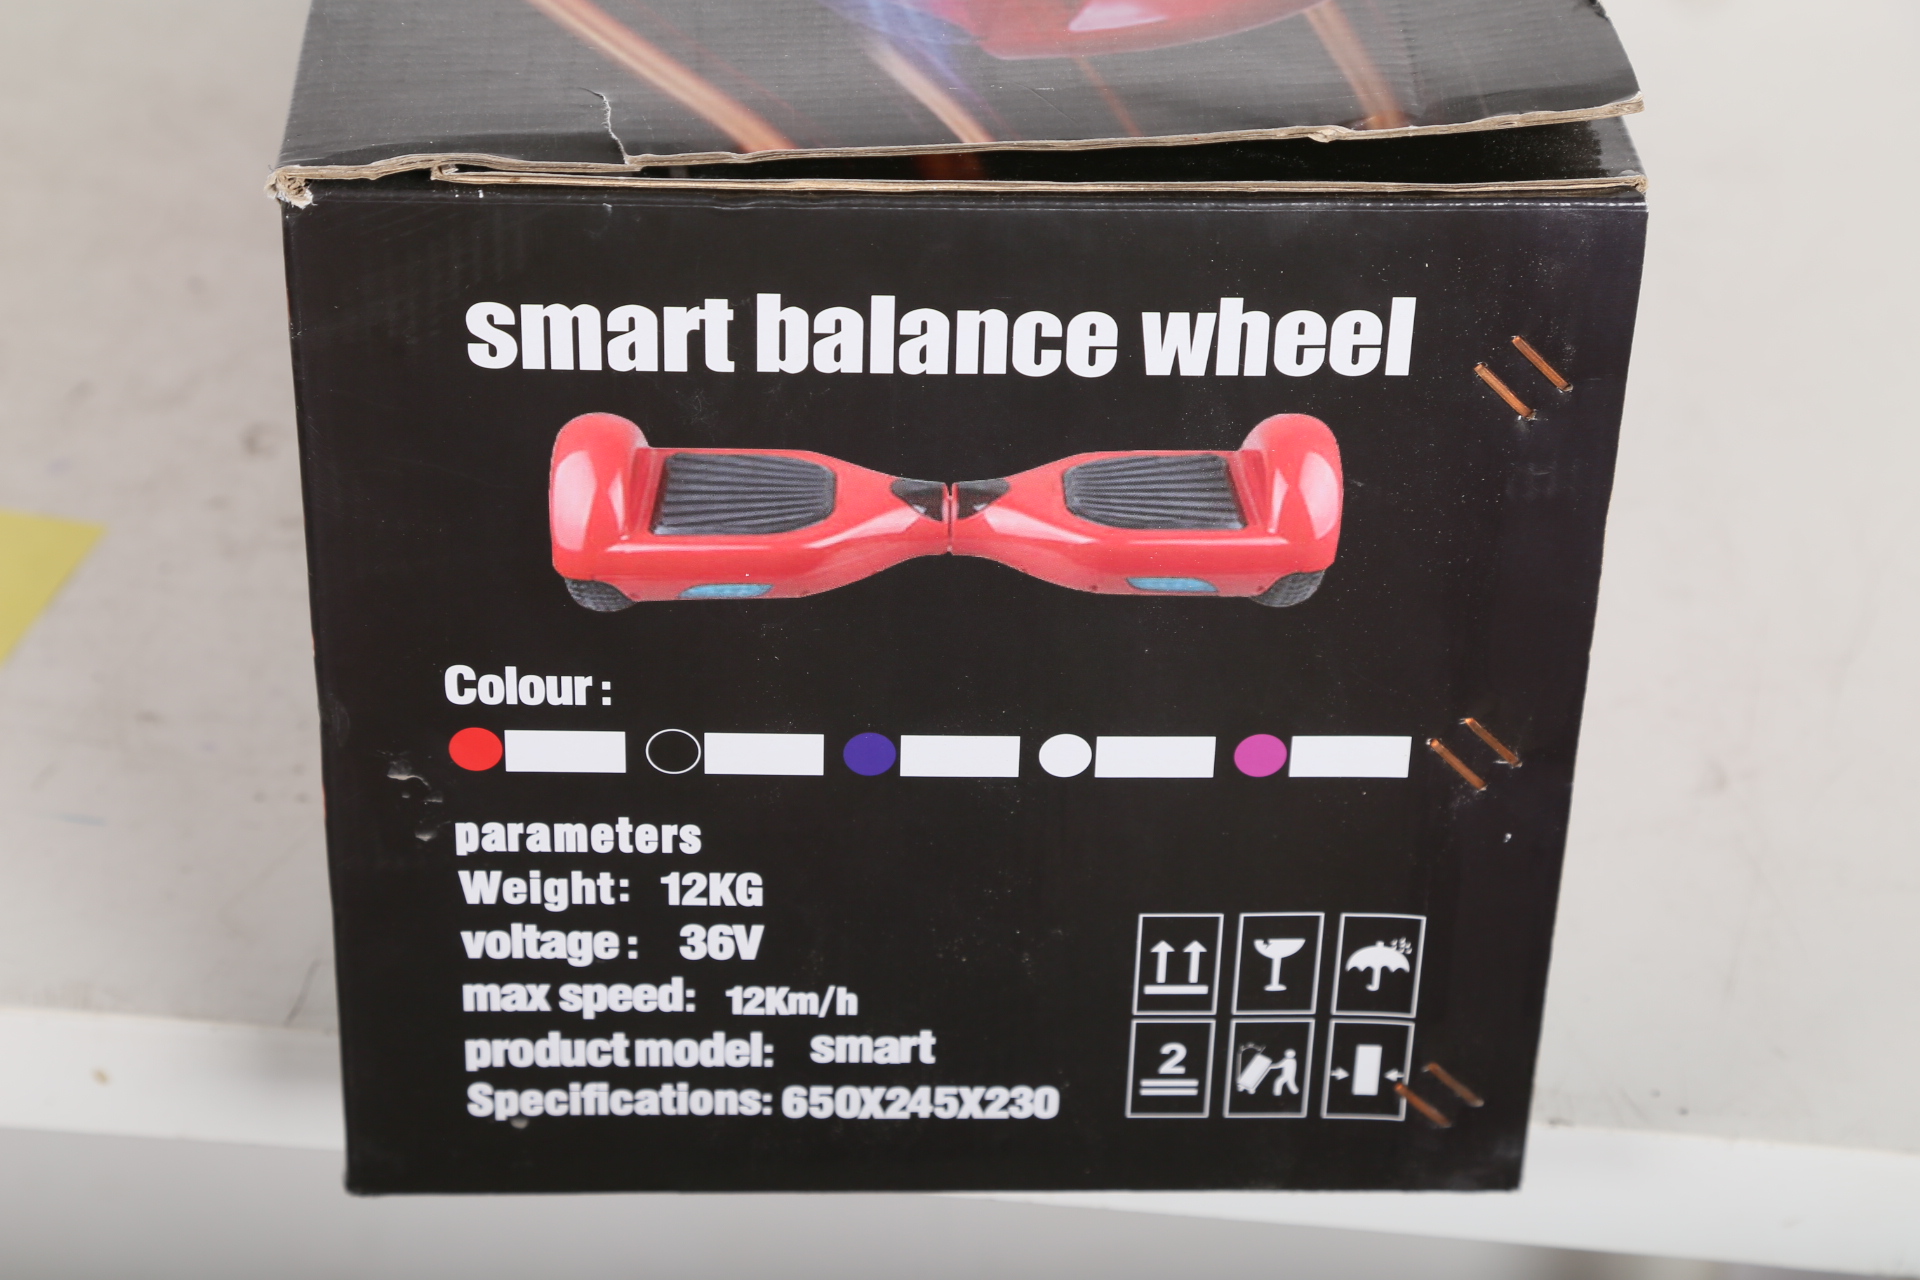 smart balance wheel
Colour :
parameters
Weight: 12KG
voltage : 36V
max speed: 12Km/h
product model: smart
Specifications: 650X245X230
2